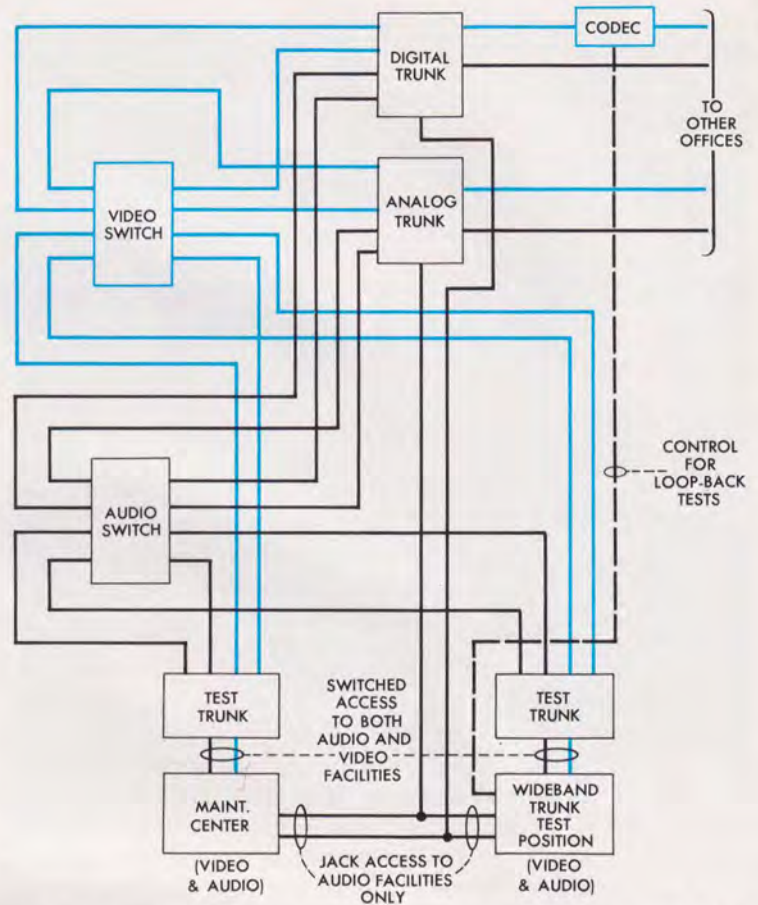 CODEC
DIGITAL
TRUNK
TO
OTHER
OFFICES
ANALOG
TRUNK
VIDEO
SWITCH
CONTROL
FOR
LOOP-BACK
TESTS
AUDIO
SWITCH
TEST
TRUNK
SWITCHED
ACCESS
TO BOTH
AUDIO AND
VIDEO
FACILITIES
TEST
TRUNK
MAINT.
CENTER
WIDEBAND
TRUNK
TEST
POSITION
(VIDEO
& AUDIO)
JACK ACCESS TO
AUDIO FACILITIES
ONLY
(VIDEO
& AUDIO)